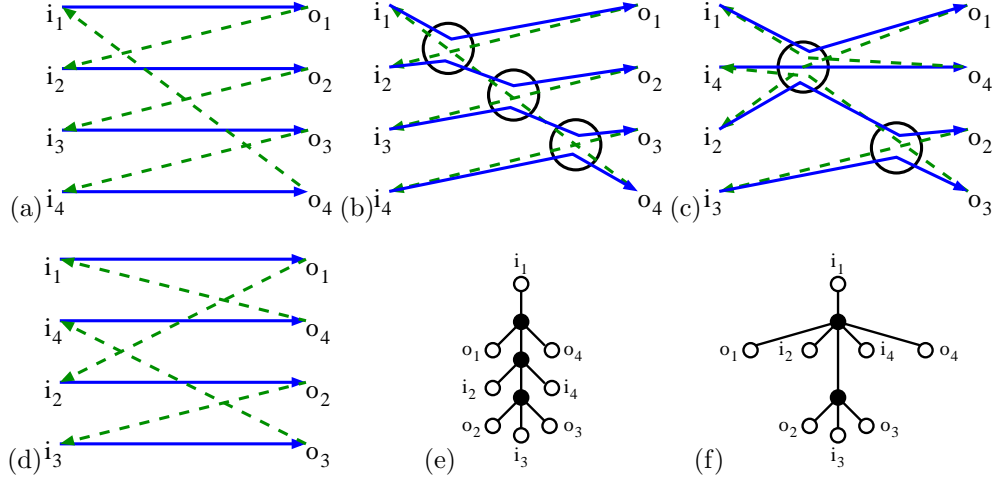 i1 o1 i1 o1 i1 o1
i2 o2 i2 o2 i4 o4
i3 o3 i3 o3 i2 o2
(a) i4 o4 (b) i4 o4 (c) i3 o3
i1 o1 i1 i1
i4 o4
o1 o4 o1 i2 i4 o4
i2 o2 i2 i4
o2 o3 o2 o3
(d) i3 o3 (e) i3 (f) i3